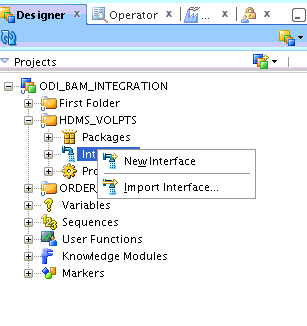 Designer x Operator x x
Projects
ODI_BAM_INTEGRATION
First Folder
HDMS_VOLPTS
Packages
Int
New Interface
Pro
Import Interface...
ORDER_
Variables
Sequences
User Functions
Knowledge Modules
Markers